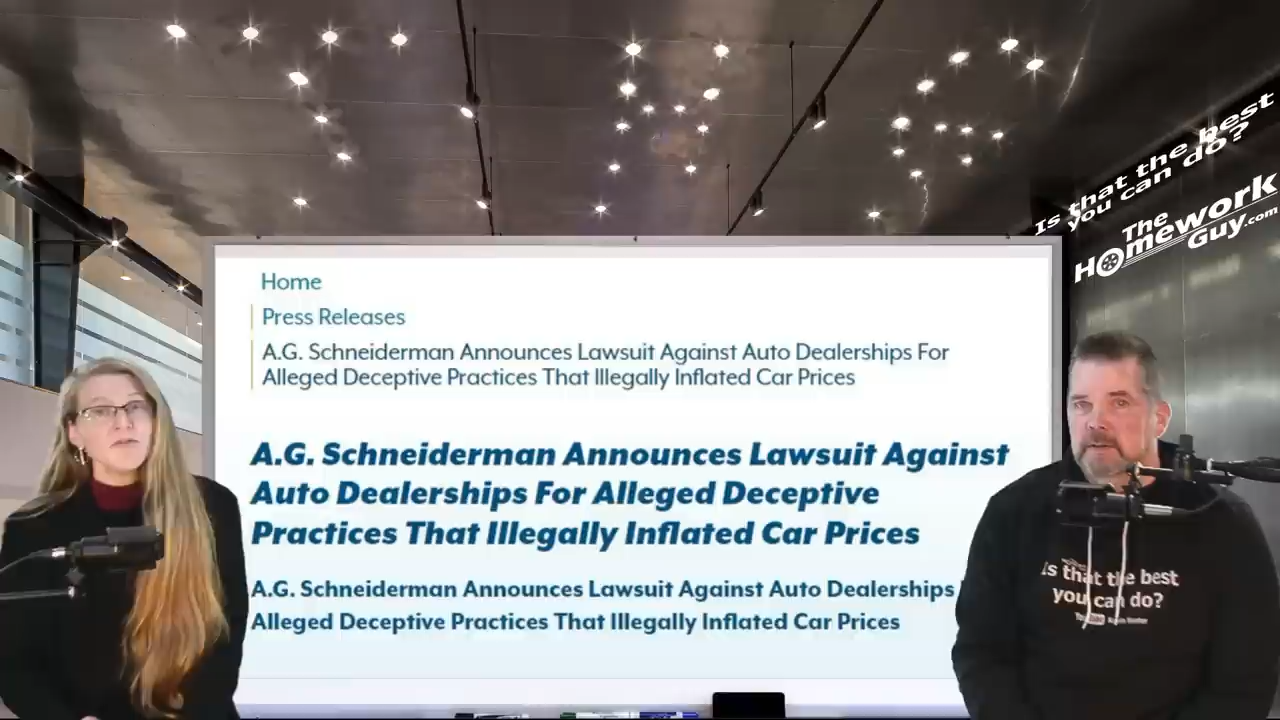 Is that the best
you can do?
The
Homework
Guy.com
Home
Press Releases
A.G. Schneiderman Announces Lawsuit Against Auto Dealerships For
Alleged Deceptive Practices That Illegally Inflated Car Prices
A.G. Schneiderman Announces Lawsuit Against
Auto Dealerships For Alleged Deceptive
Practices That Illegally Inflated Car Prices
A.G. Schneiderman Announces Lawsuit Against Auto Dealerships
Alleged Deceptive Practices That Illegally Inflated Car Prices
Is that the best
you can do?